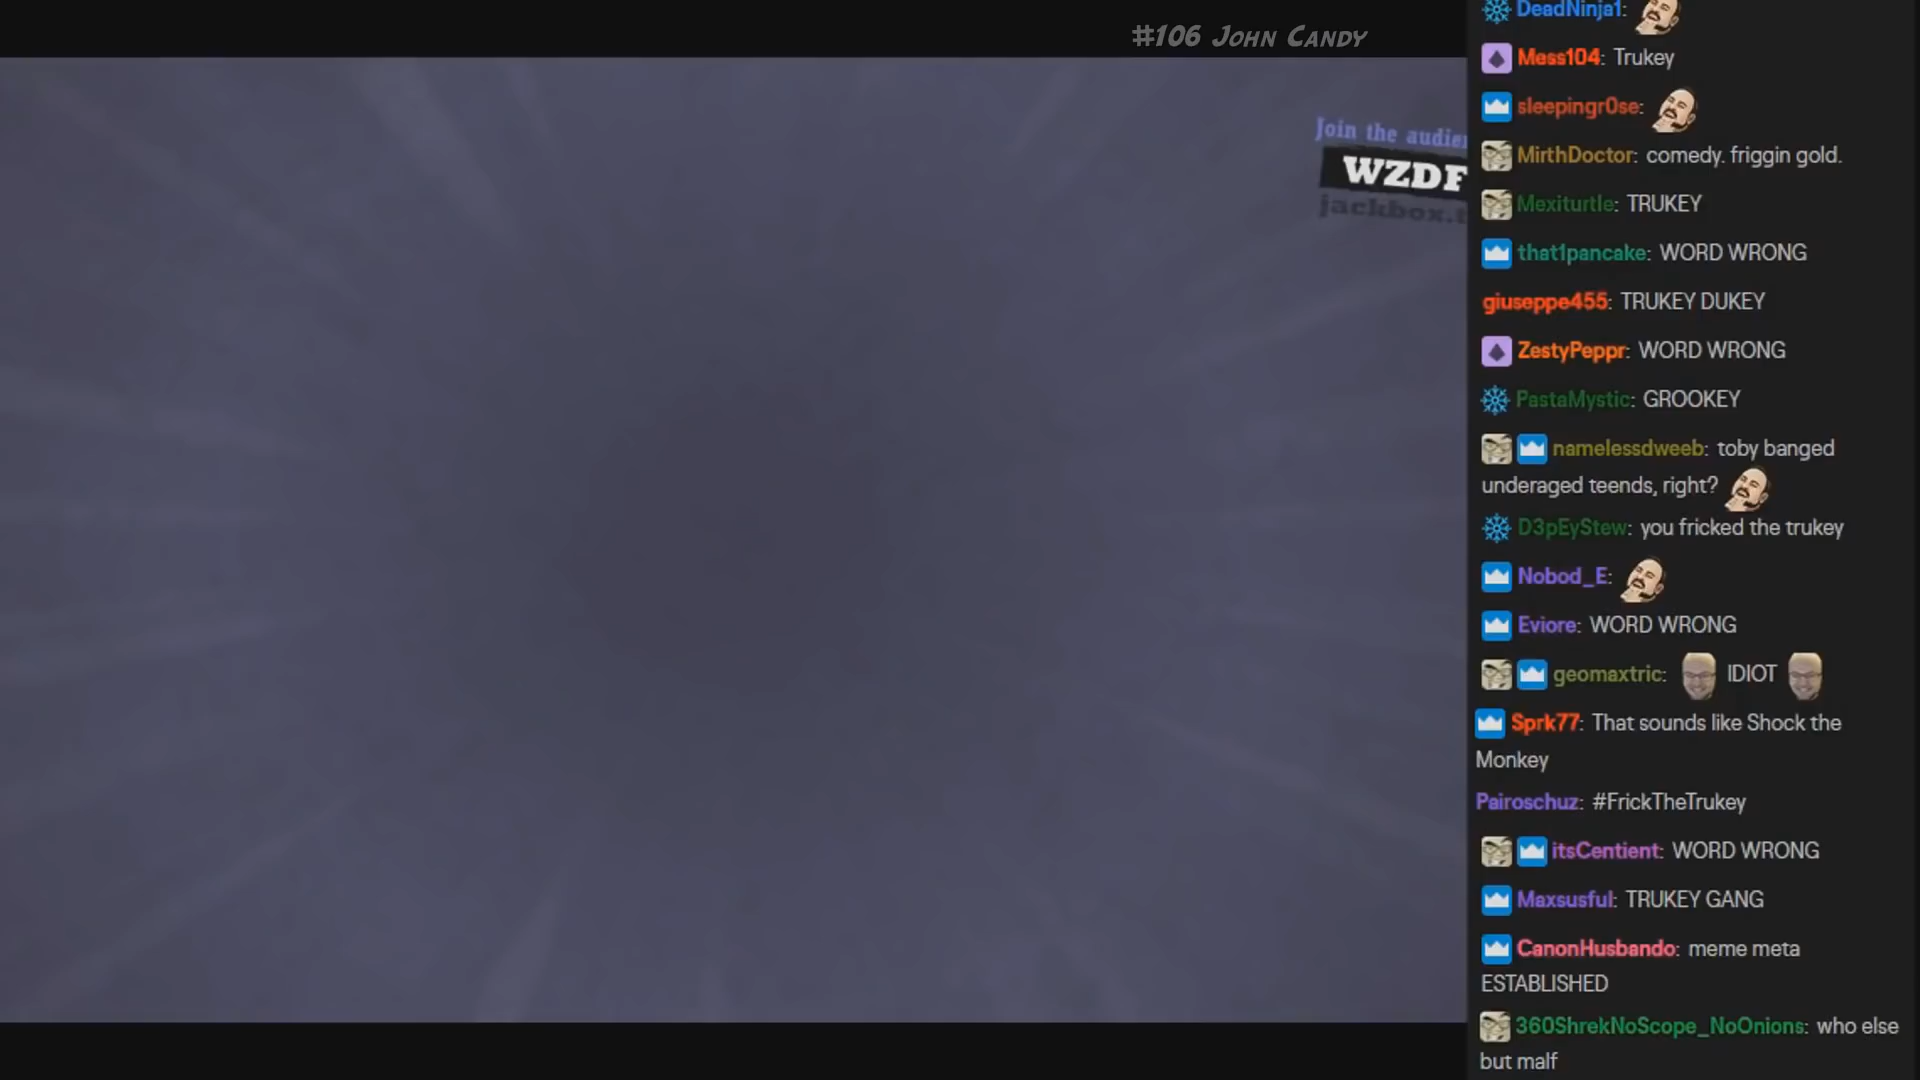 #106 John Candy
Join the audien
WZDF
jackbox.t
DeadNinja1:
Mess104: Trukey
sleepingr0se:
MirthDoctor: comedy. friggin gold.
Mexiturtle: TRUKEY
that1pancake: WORD WRONG
giuseppe455: TRUKEY DUKEY
ZestyPeppr: WORD WRONG
PastaMystic: GROOKEY
namelessdweeb: toby banged
underaged teends, right?
D3pEyStew: you fricked the trukey
Nobod_E:
Eviore: WORD WRONG
geomaxtric: IDIOT
Sprk77: That sounds like Shock the
Monkey
Pairoschuz: #FrickTheTrukey
itsCentient: WORD WRONG
Maxsusful: TRUKEY GANG
CanonHusbando: meme meta
ESTABLISHED
360ShrekNoScope_NoOnions: who else
but malf